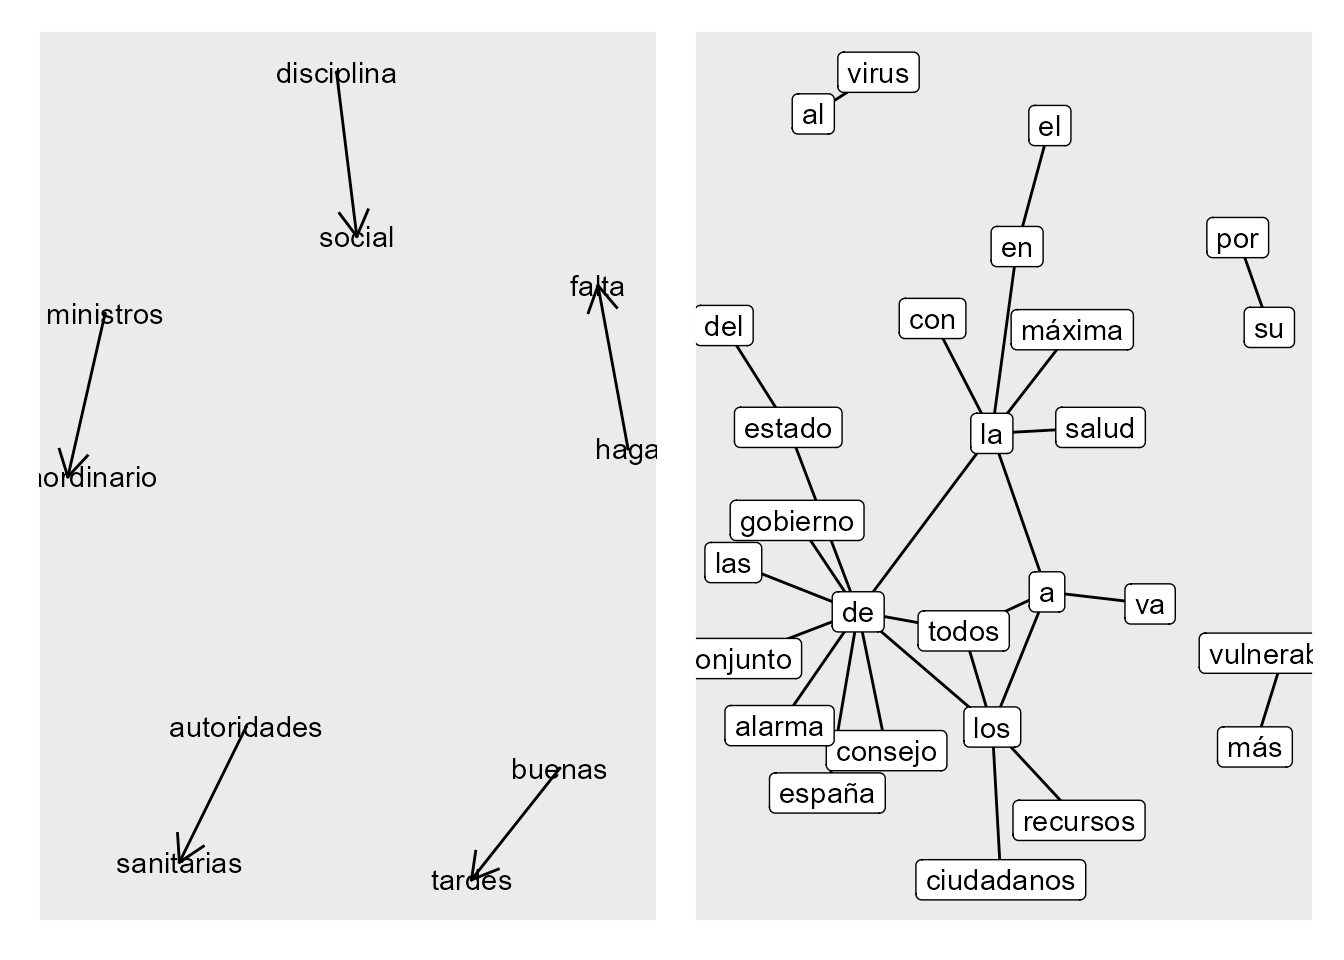 disciplina
social
falta
ministros
haga
aordinario
autoridades
buenas
sanitarias
tardes
virus
al
el
por
en
con
máxima
del
su
estado
la
salud
gobierno
las
a
va
de
todos
vulnerab
onjunto
alarma
los
más
consejo
españa
recursos
ciudadanos